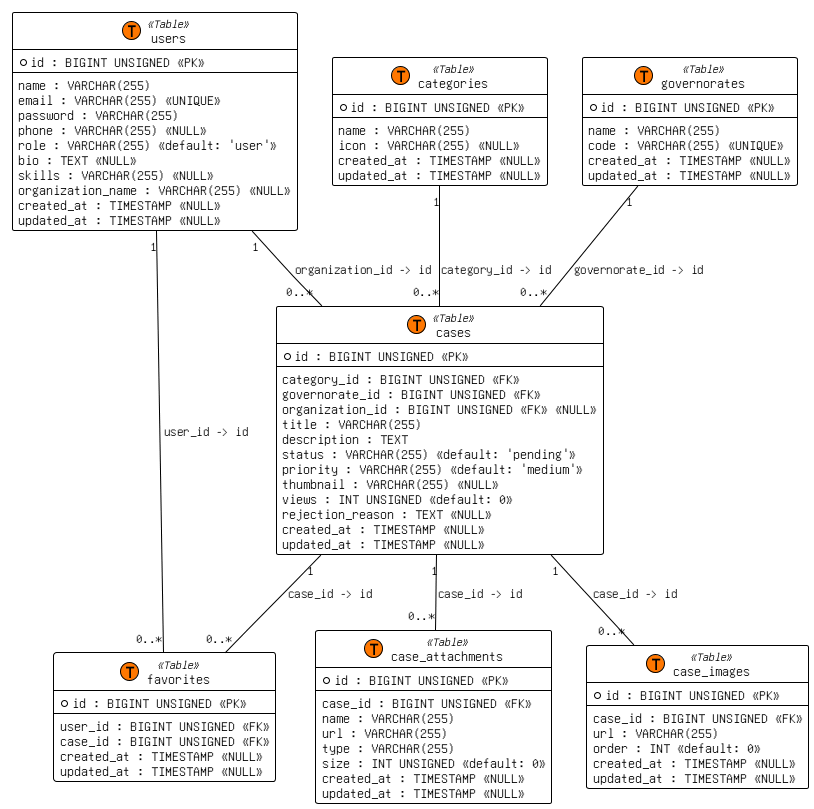 T «Table»
users
id : BIGINT UNSIGNED «PK»
name : VARCHAR(255)
email : VARCHAR(255) «UNIQUE»
password : VARCHAR(255)
phone : VARCHAR(255) «NULL»
role : VARCHAR(255) «default: 'user'»
bio : TEXT «NULL»
skills : VARCHAR(255) «NULL»
organization_name : VARCHAR(255) «NULL»
created_at : TIMESTAMP «NULL»
updated_at : TIMESTAMP «NULL»
T «Table»
categories
id : BIGINT UNSIGNED «PK»
name : VARCHAR(255)
icon : VARCHAR(255) «NULL»
created_at : TIMESTAMP «NULL»
updated_at : TIMESTAMP «NULL»
T «Table»
governorates
id : BIGINT UNSIGNED «PK»
name : VARCHAR(255)
code : VARCHAR(255) «UNIQUE»
created_at : TIMESTAMP «NULL»
updated_at : TIMESTAMP «NULL»
1
1
1
1
organization_id -> id
category_id -> id
governorate_id -> id
0..*
0..*
0..*
T «Table»
cases
id : BIGINT UNSIGNED «PK»
category_id : BIGINT UNSIGNED «FK»
governorate_id : BIGINT UNSIGNED «FK»
organization_id : BIGINT UNSIGNED «FK» «NULL»
title : VARCHAR(255)
description : TEXT
status : VARCHAR(255) «default: 'pending'»
priority : VARCHAR(255) «default: 'medium'»
thumbnail : VARCHAR(255) «NULL»
views : INT UNSIGNED «default: 0»
rejection_reason : TEXT «NULL»
created_at : TIMESTAMP «NULL»
updated_at : TIMESTAMP «NULL»
user_id -> id
1
1
1
case_id -> id
case_id -> id
case_id -> id
0..*
0..*
0..*
0..*
T «Table»
favorites
id : BIGINT UNSIGNED «PK»
user_id : BIGINT UNSIGNED «FK»
case_id : BIGINT UNSIGNED «FK»
created_at : TIMESTAMP «NULL»
updated_at : TIMESTAMP «NULL»
T «Table»
case_attachments
id : BIGINT UNSIGNED «PK»
case_id : BIGINT UNSIGNED «FK»
name : VARCHAR(255)
url : VARCHAR(255)
type : VARCHAR(255)
size : INT UNSIGNED «default: 0»
created_at : TIMESTAMP «NULL»
updated_at : TIMESTAMP «NULL»
T «Table»
case_images
id : BIGINT UNSIGNED «PK»
case_id : BIGINT UNSIGNED «FK»
url : VARCHAR(255)
order : INT «default: 0»
created_at : TIMESTAMP «NULL»
updated_at : TIMESTAMP «NULL»